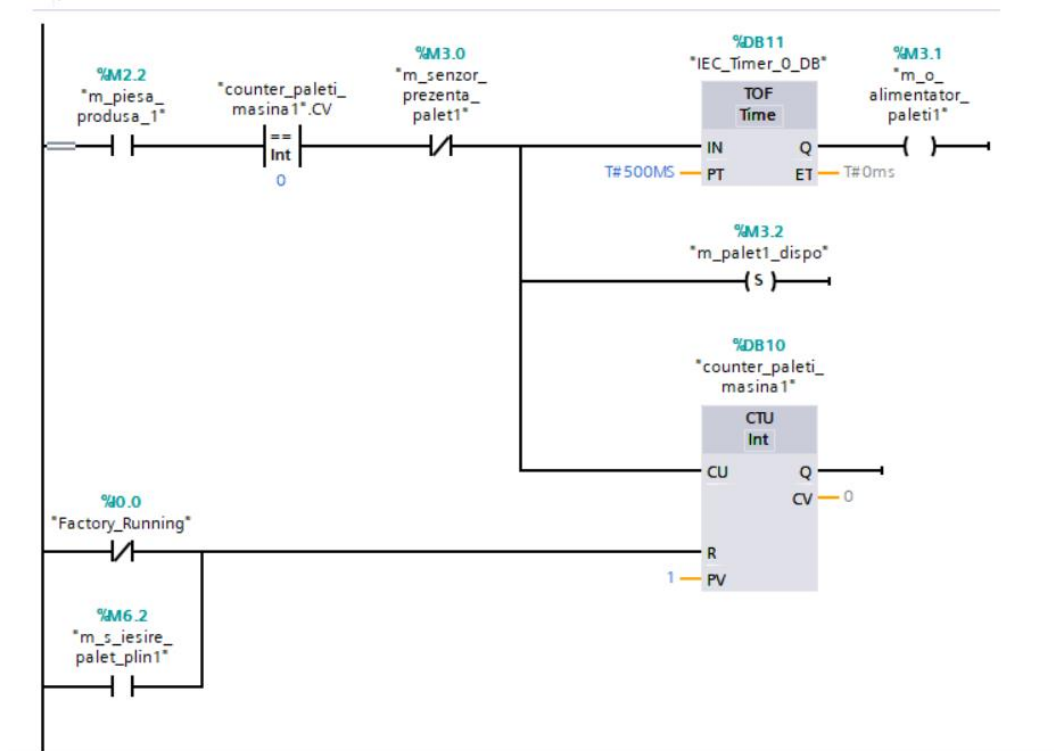 %M2.2
"m_piesa_
produsa_1"
"counter_paleti_
masina1".CV
==
Int
0
%M3.0
"m_senzor_
prezenta_
palet1"
%DB11
"IEC_Timer_0_DB"
TOF
Time
IN Q
T#500MS PT ET T#0ms
%M3.1
"m_o_
alimentator_
paleti1"
%M3.2
"m_palet1_dispo"
S
%DB10
"counter_paleti_
masina1"
CTU
Int
CU Q
CV 0
%I0.0
"Factory_Running"
R
1 PV
%M6.2
"m_s_iesire_
palet_plin1"